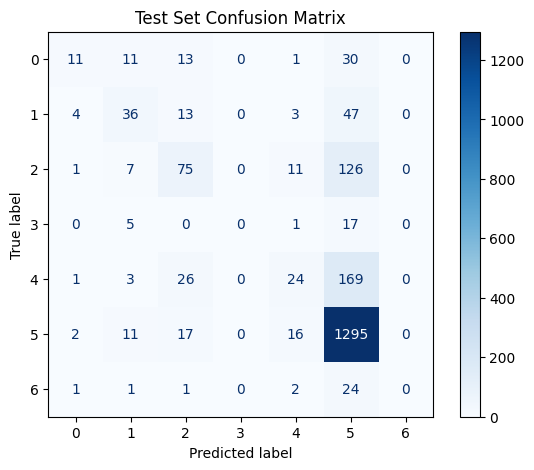 Test Set Confusion Matrix
True label
0 11 11 13 0 1 30 0
1 4 36 13 0 3 47 0
2 1 7 75 0 11 126 0
3 0 5 0 0 1 17 0
4 1 3 26 0 24 169 0
5 2 11 17 0 16 1295 0
6 1 1 1 0 2 24 0
0 1 2 3 4 5 6
Predicted label
1200
1000
800
600
400
200
0